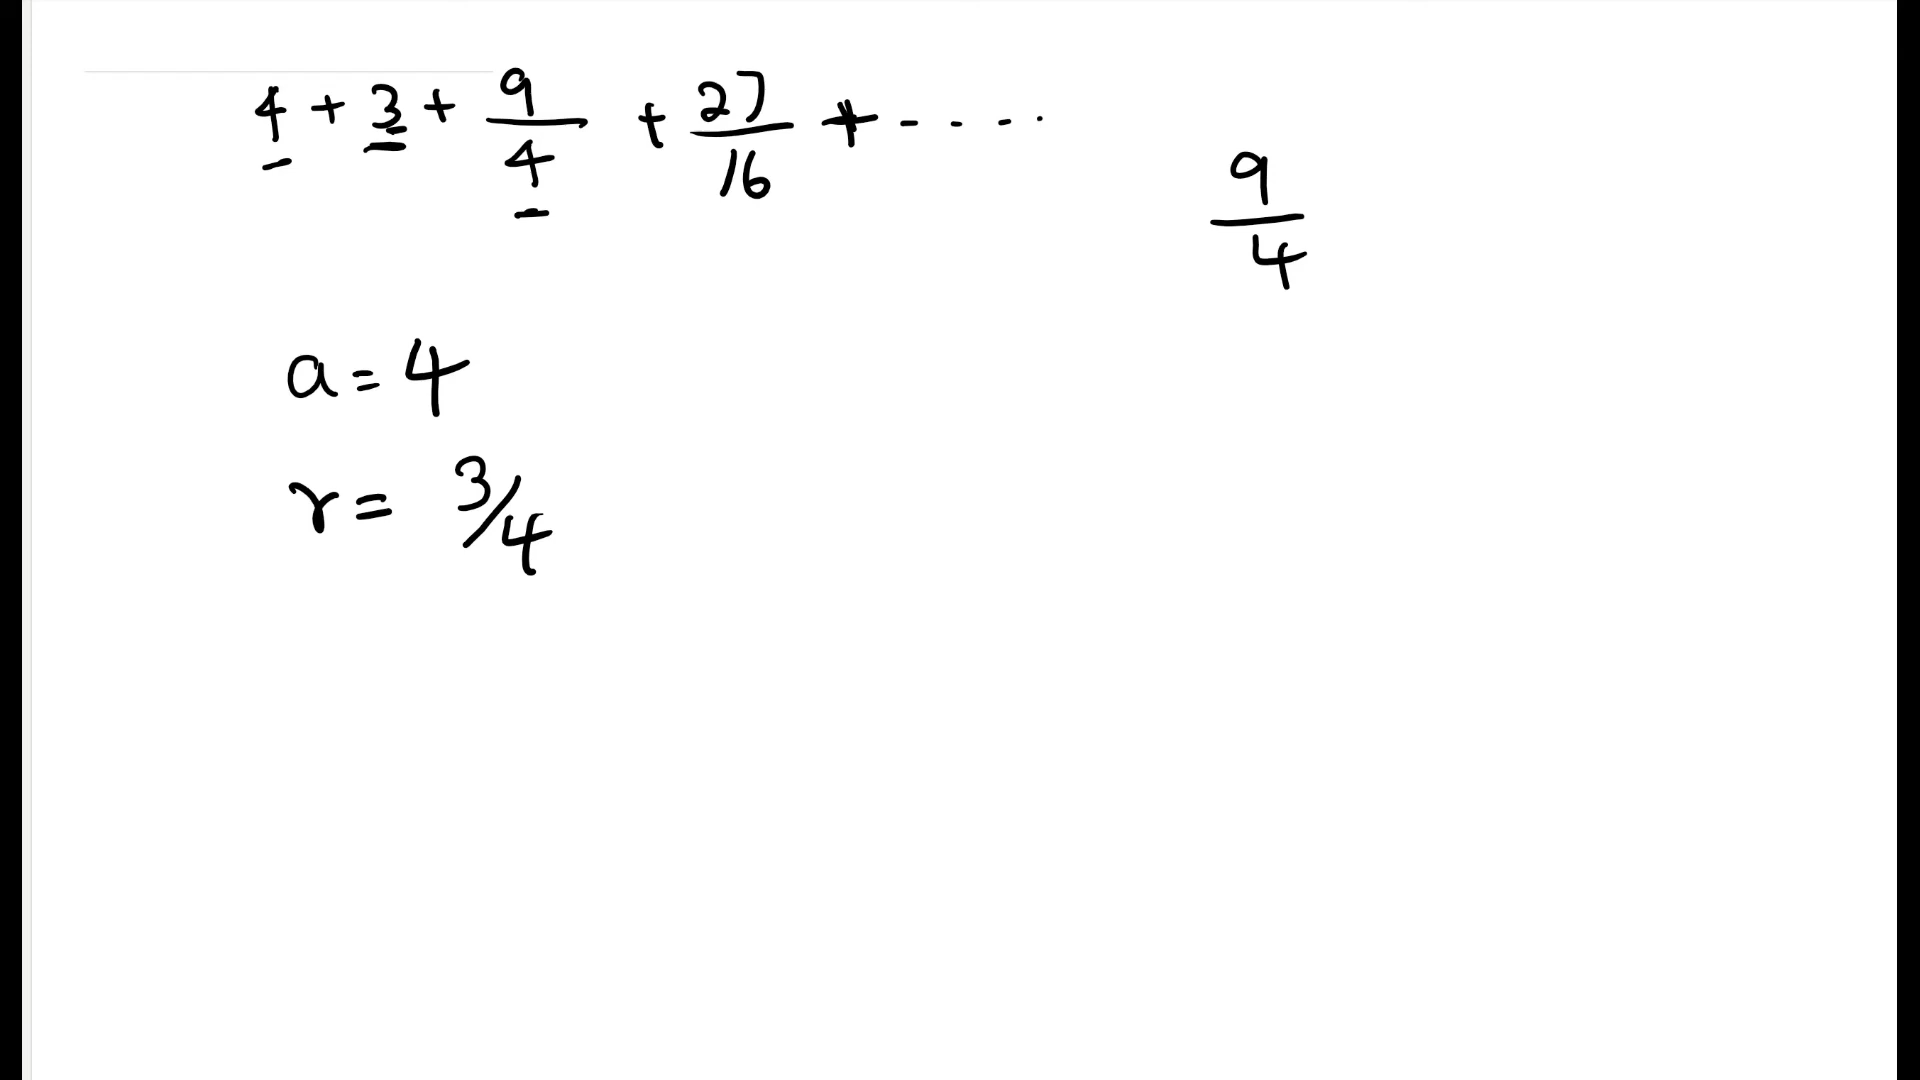 4 + 3 + 9/4 + 27/16 + - - - -
9/4
a = 4
r = 3/4